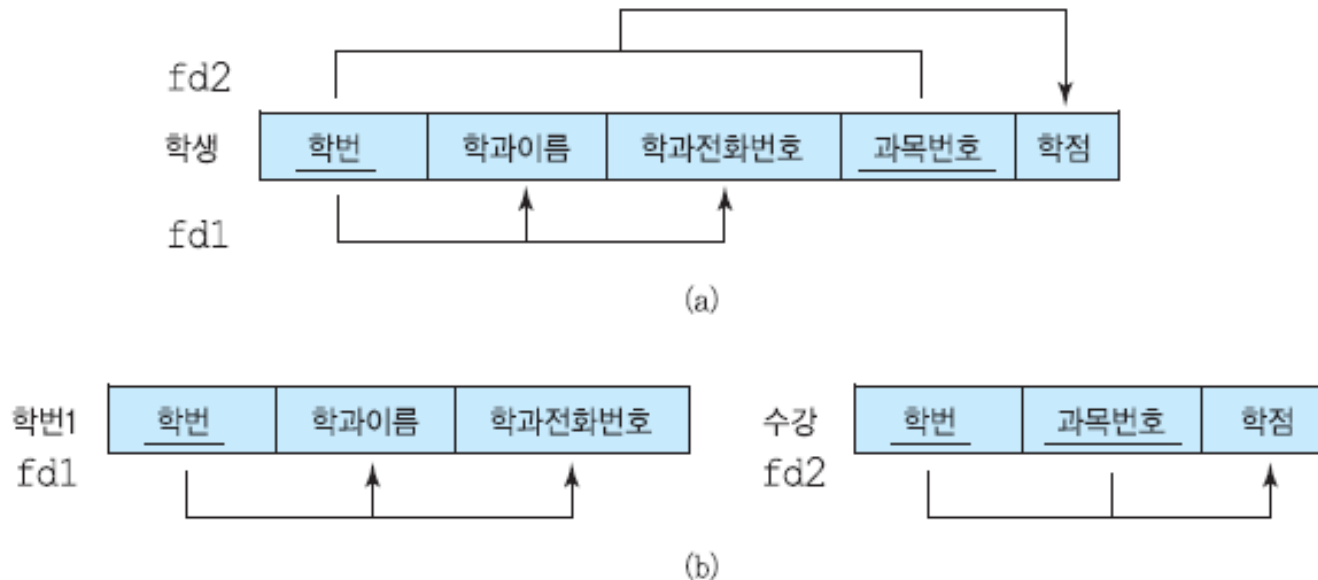 fd2
학생 학번 학과이름 학과전화번호 과목번호 학점
fd1
(a)
학번1 학번 학과이름 학과전화번호 수강 학번 과목번호 학점
fd1 fd2
(b)